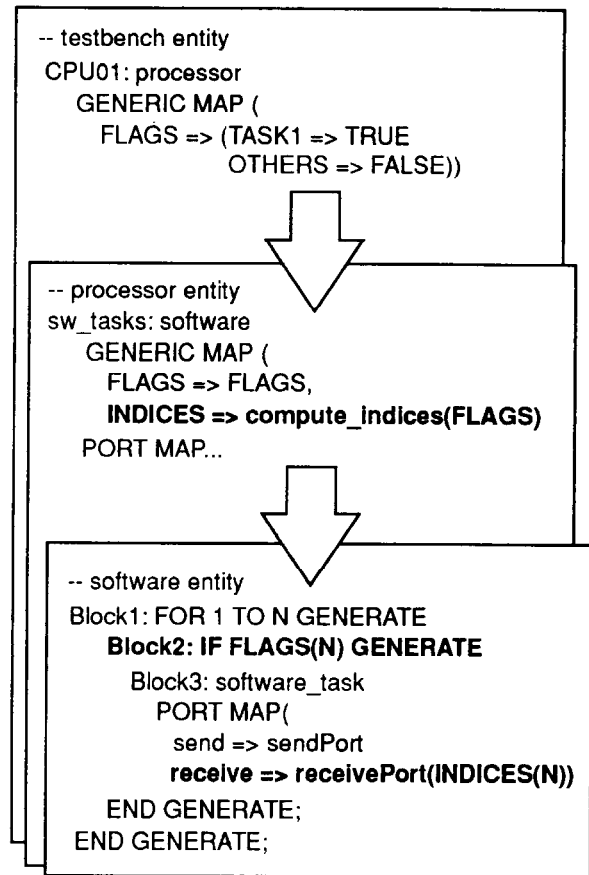 -- testbench entity
CPU01: processor
GENERIC MAP (
FLAGS => (TASK1 => TRUE
OTHERS => FALSE))
-- processor entity
sw_tasks: software
GENERIC MAP (
FLAGS => FLAGS,
INDICES => compute_indices(FLAGS)
PORT MAP...
-- software entity
Block1: FOR 1 TO N GENERATE
Block2: IF FLAGS(N) GENERATE
Block3: software_task
PORT MAP(
send => sendPort
receive => receivePort(INDICES(N))
END GENERATE;
END GENERATE;